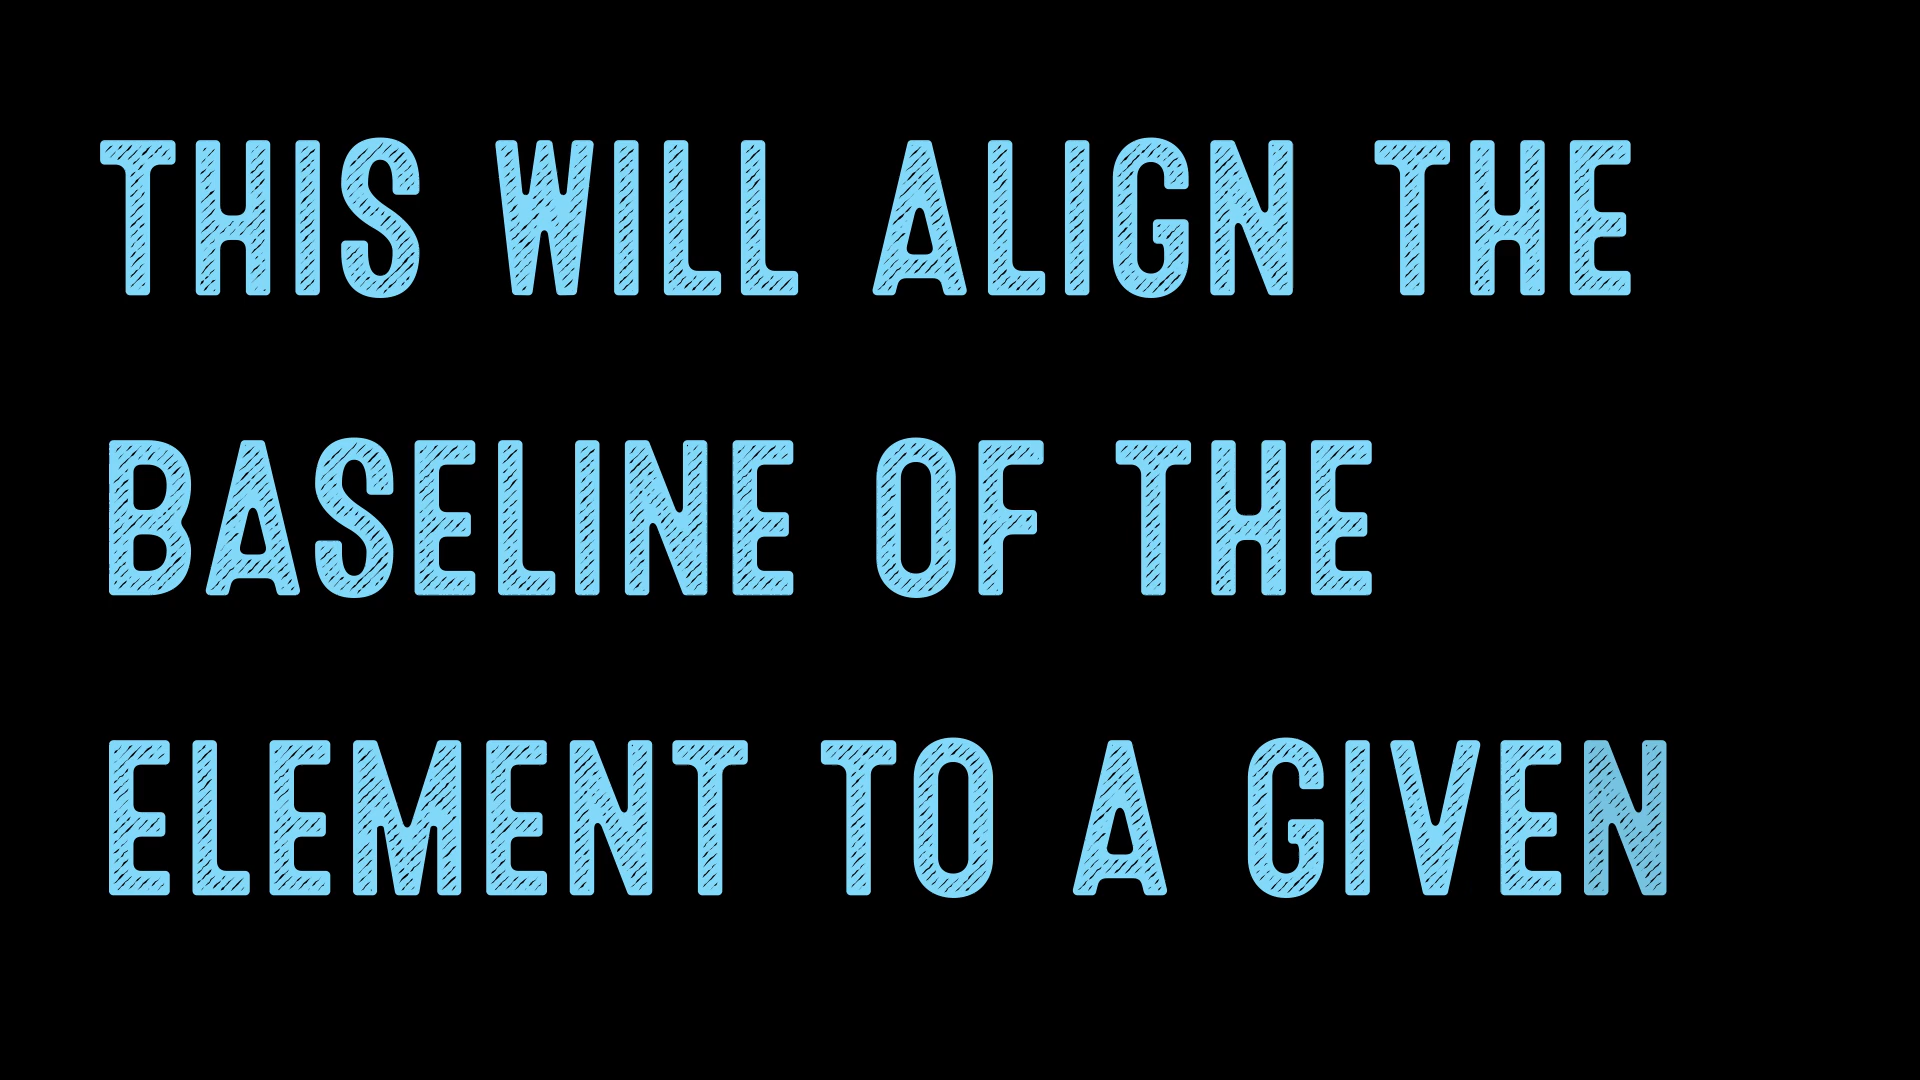 THIS WILL ALIGN THE
BASELINE OF THE
ELEMENT TO A GIVEN